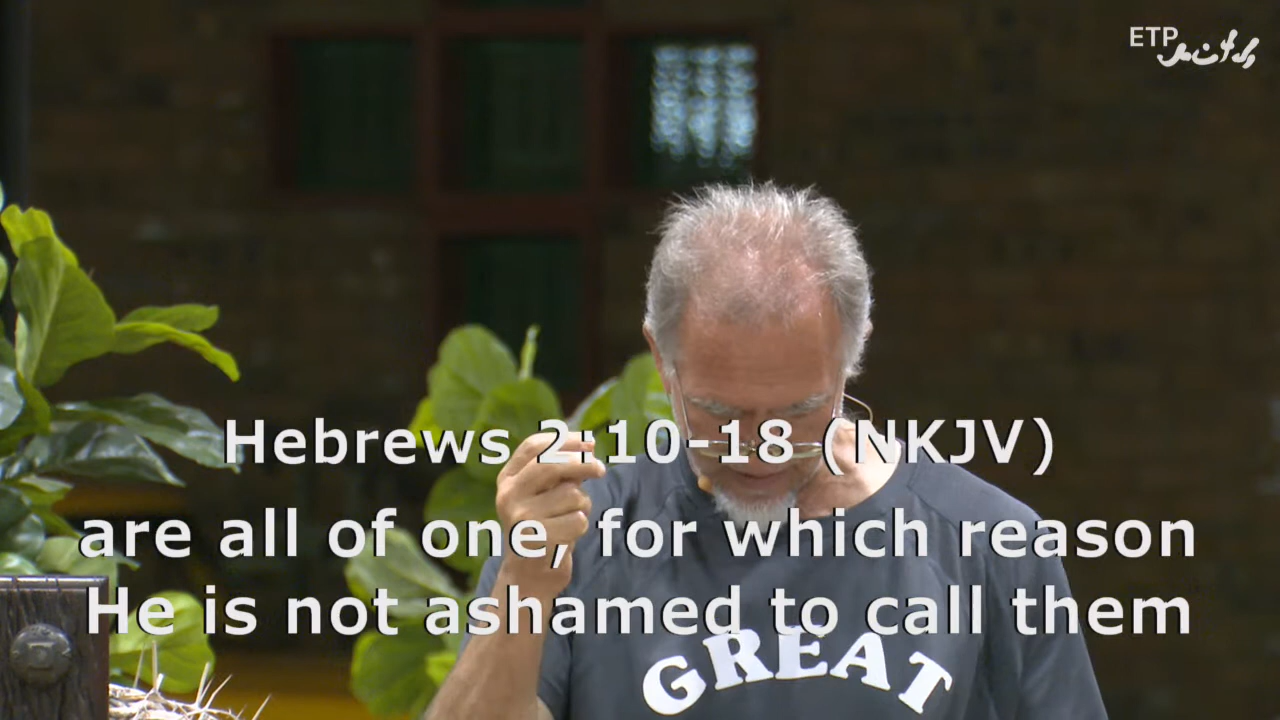 ETP
Hebrews 2:10-18 (NKJV)
are all of one, for which reason
He is not ashamed to call them
GREAT